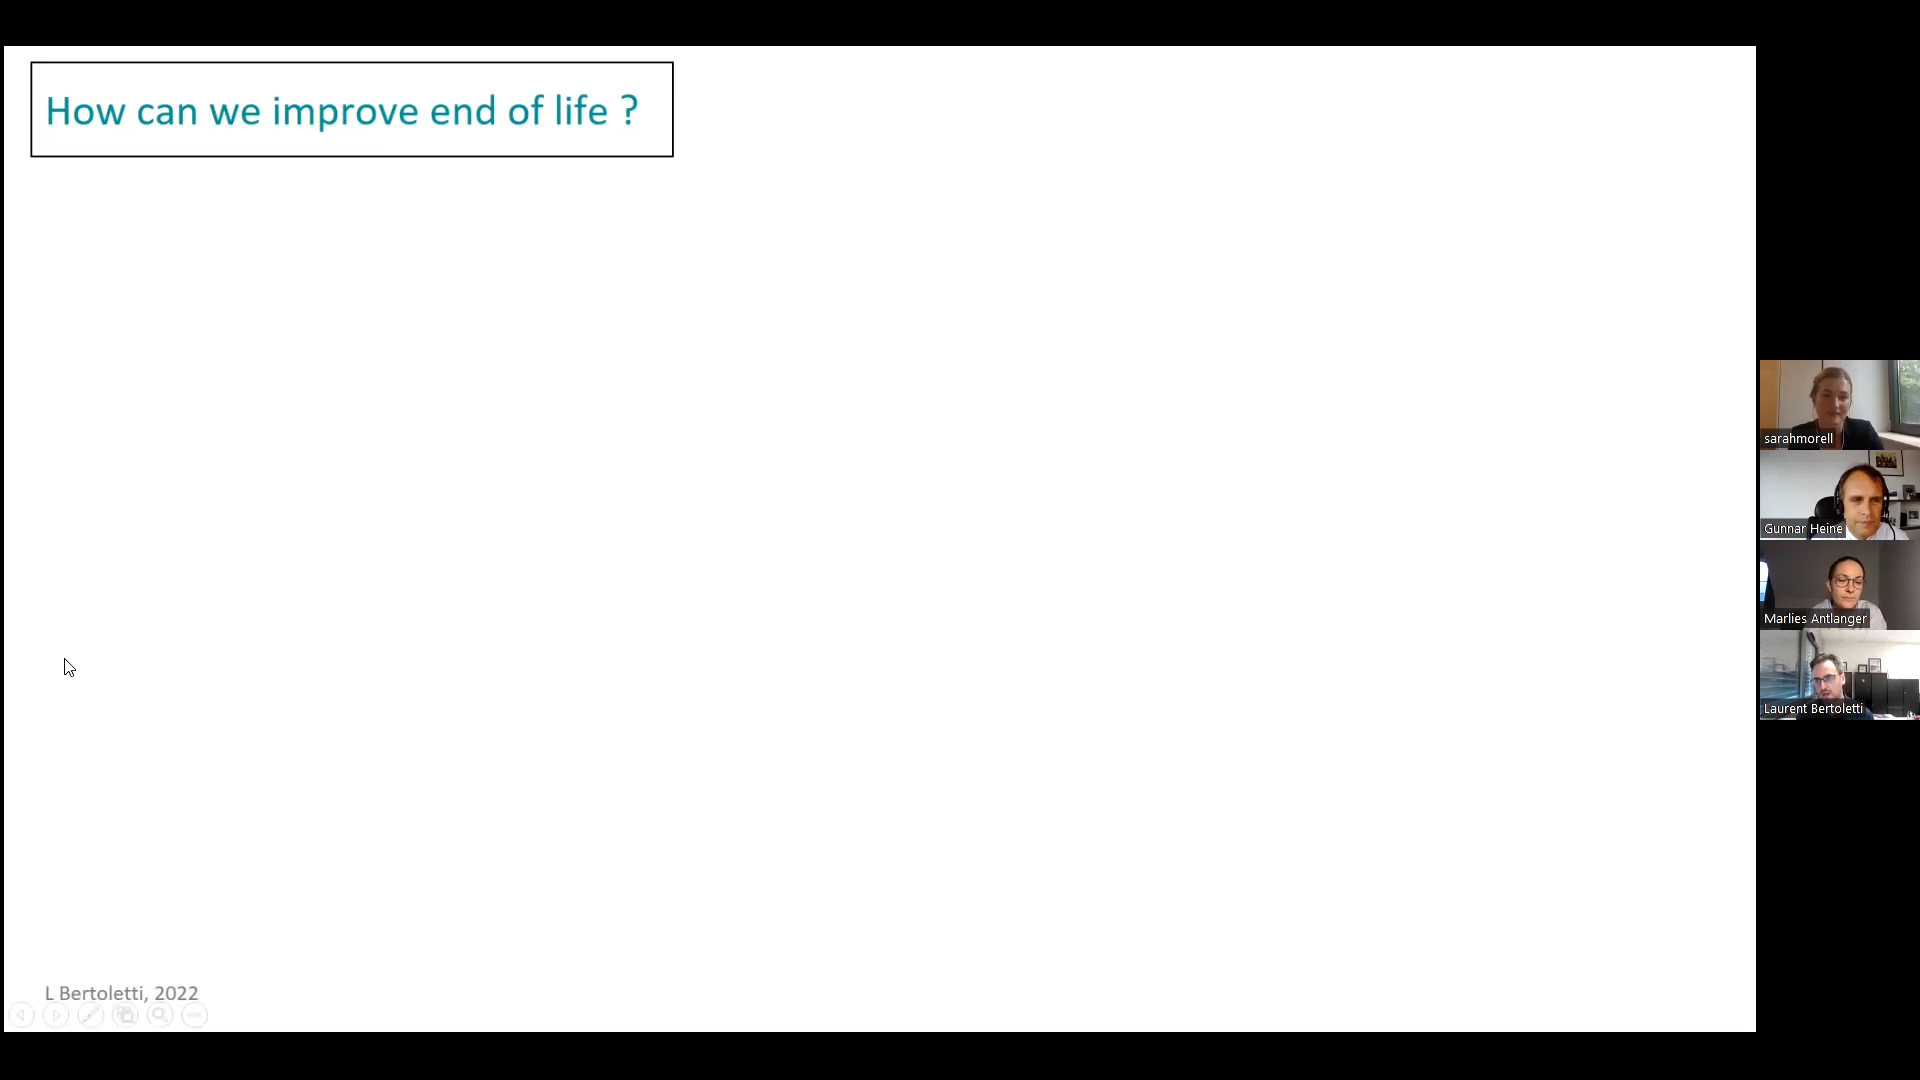 How can we improve end of life ?
sarahmorell
Gunnar Heine
Marlies Antlanger
Laurent Bertoletti
L Bertoletti, 2022